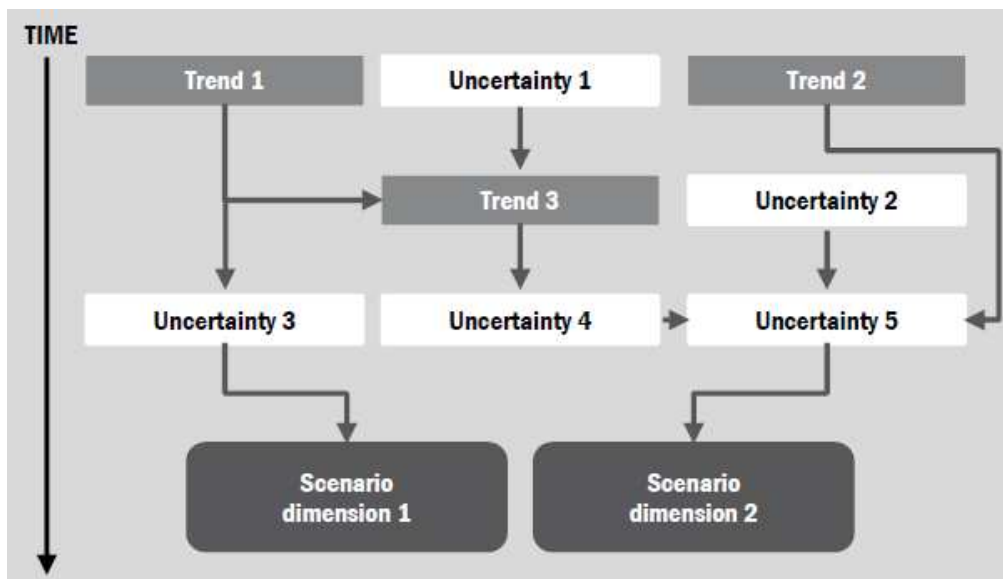 TIME
Trend 1
Uncertainty 1
Trend 2
Trend 3
Uncertainty 2
Uncertainty 3
Uncertainty 4
Uncertainty 5
Scenario
dimension 1
Scenario
dimension 2